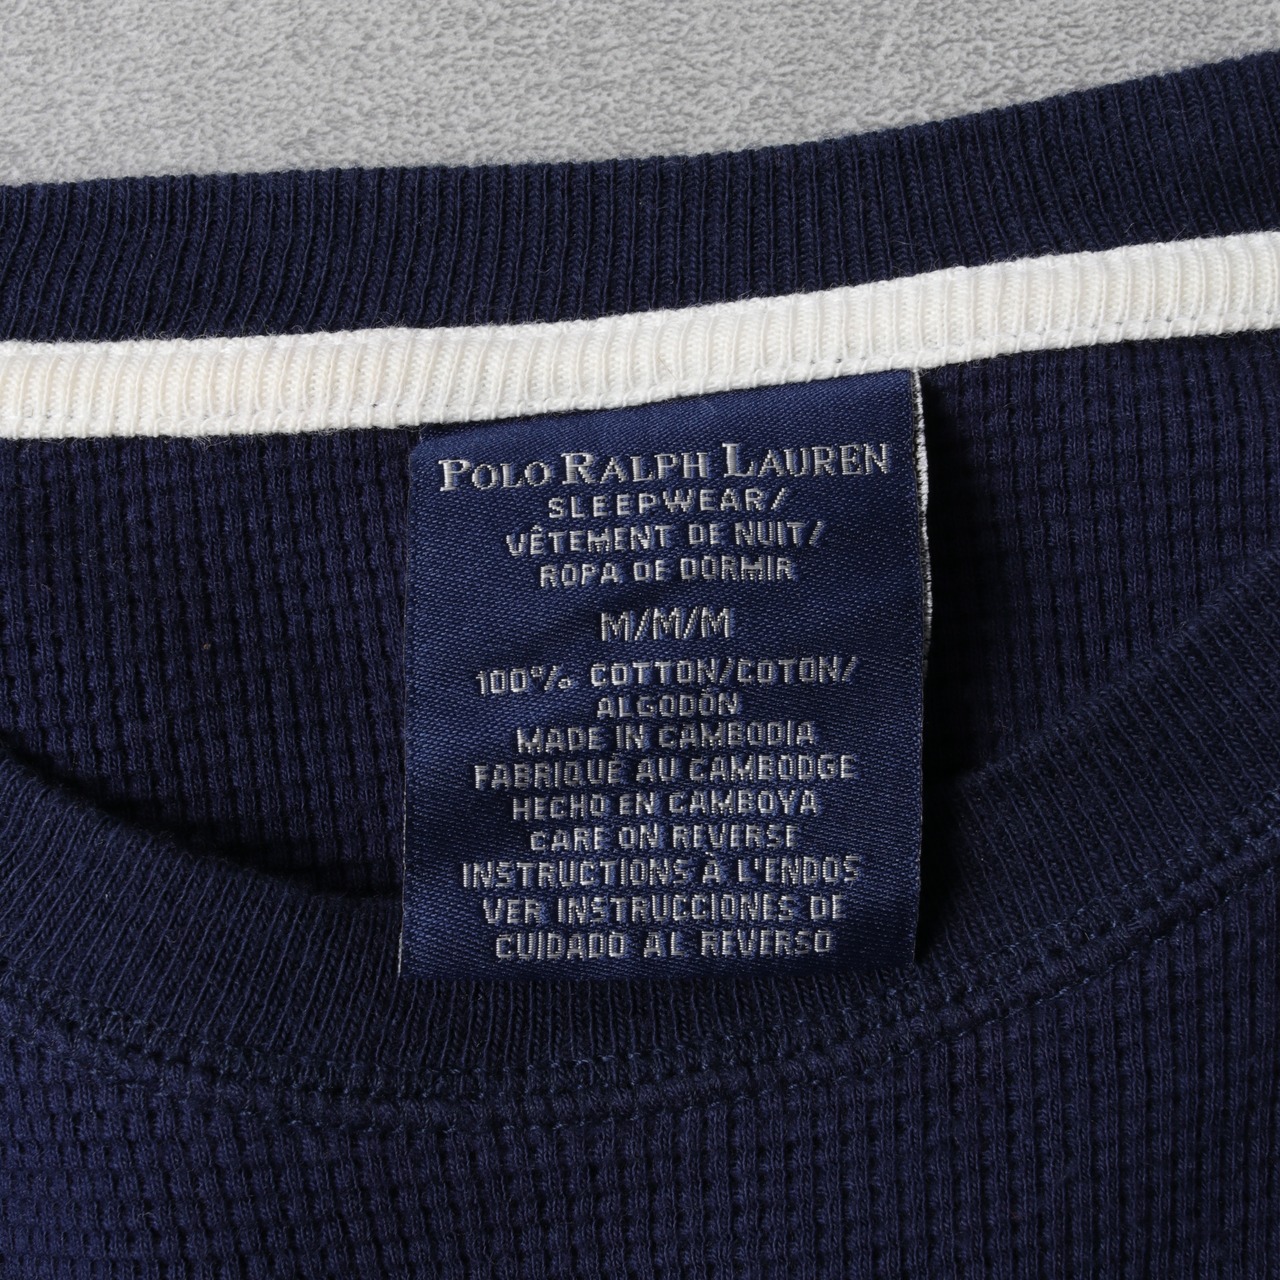 POLO RALPH LAUREN
SLEEPWEAR/
VÊTEMENT DE NUIT/
ROPA DE DORMIR
M/M/M
100% COTTON/COTON/
ALGODÓN
MADE IN CAMBODIA
FABRIQUÉ AU CAMBODGE
HECHO EN CAMBOYA
CARE ON REVERSE
INSTRUCTIONS À L'ENDOS
VER INSTRUCCIONES DE
CUIDADO AL REVERSO